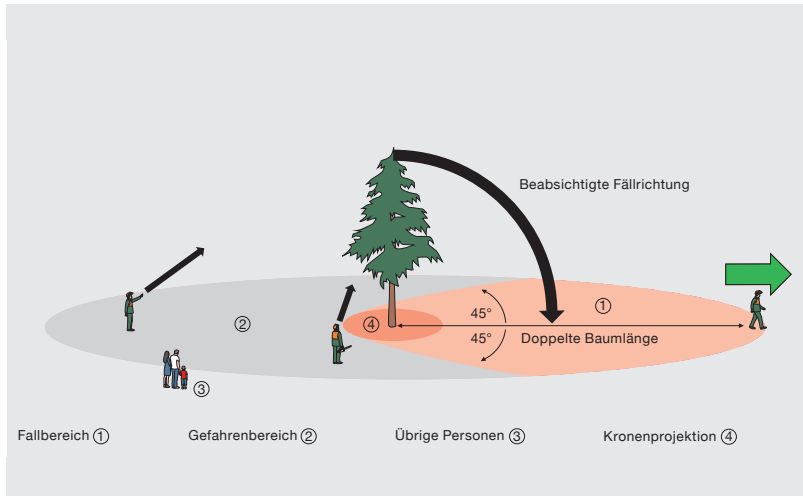 Beabsichtigte Fällrichtung
①
45°
②
④
45°
Doppelte Baumlänge
③
Fallbereich ①
Gefahrenbereich ②
Übrige Personen ③
Kronenprojektion ④